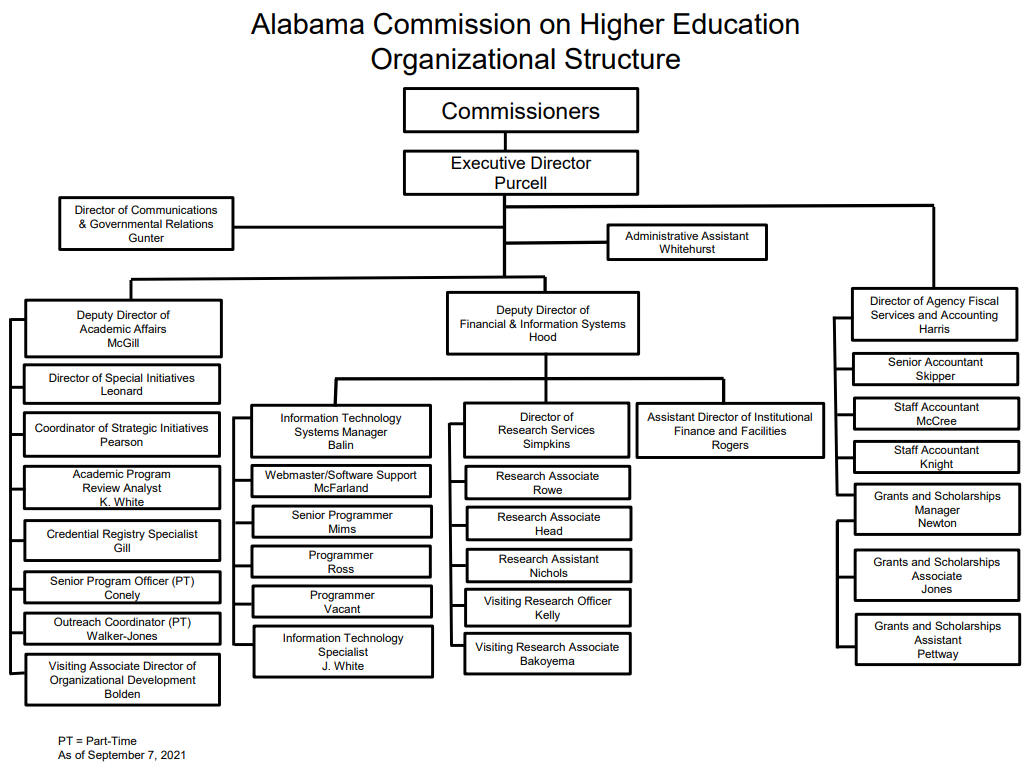 Alabama Commission on Higher Education
Organizational Structure
Commissioners
Executive Director
Purcell
Director of Communications
& Governmental Relations
Gunter
Administrative Assistant
Whitehurst
Deputy Director of
Academic Affairs
McGill
Director of Special Initiatives
Leonard
Coordinator of Strategic Initiatives
Pearson
Academic Program
Review Analyst
K. White
Credential Registry Specialist
Gill
Senior Program Officer (PT)
Conely
Outreach Coordinator (PT)
Walker-Jones
Visiting Associate Director of
Organizational Development
Bolden
Deputy Director of
Financial & Information Systems
Hood
Information Technology
Systems Manager
Balin
Webmaster/Software Support
McFarland
Senior Programmer
Mims
Programmer
Ross
Programmer
Vacant
Information Technology
Specialist
J. White
Director of
Research Services
Simpkins
Research Associate
Rowe
Research Associate
Head
Research Assistant
Nichols
Visiting Research Officer
Kelly
Visiting Research Associate
Bakoyema
Assistant Director of Institutional
Finance and Facilities
Rogers
Director of Agency Fiscal
Services and Accounting
Harris
Senior Accountant
Skipper
Staff Accountant
McCree
Staff Accountant
Knight
Grants and Scholarships
Manager
Newton
Grants and Scholarships
Associate
Jones
Grants and Scholarships
Assistant
Pettway
PT = Part-Time
As of September 7, 2021